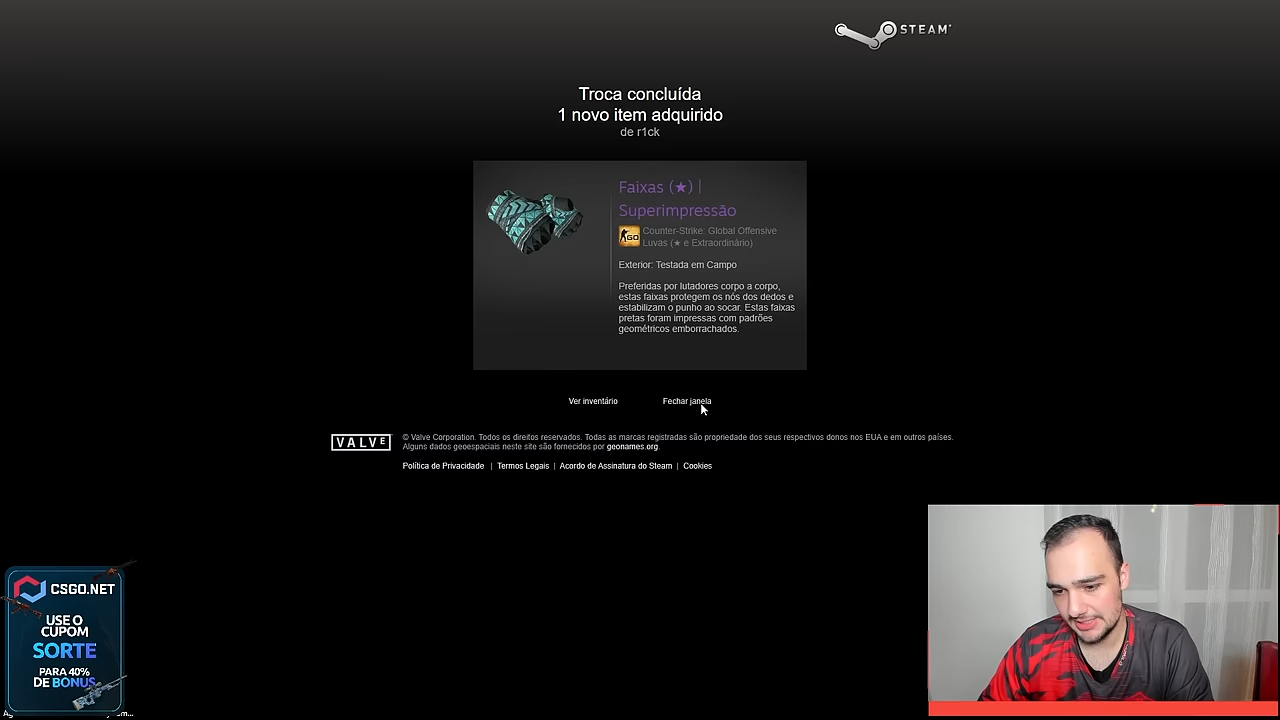 STEAM
Troca concluída
1 novo item adquirido
de r1ck
Faixas (★) |
Superimpressão
GO
Counter-Strike: Global Offensive
Luvas (★ e Extraordinário)
Exterior: Testada em Campo
Preferidas por lutadores corpo a corpo,
estas faixas protegem os nós dos dedos e
estabilizam o punho ao socar. Estas faixas
pretas foram impressas com padrões
geométricos emborrachados.
Ver inventário
Fechar janela
VALVE
© Valve Corporation. Todos os direitos reservados. Todas as marcas registradas são propriedade dos seus respectivos donos nos EUA e em outros países.
Alguns dados geoespaciais neste site são fornecidos por geonames.org.
Política de Privacidade | Termos Legais | Acordo de Assinatura do Steam | Cookies
CSGO.NET
USE O
CUPOM
SORTE
PARA 40%
DE BONUS